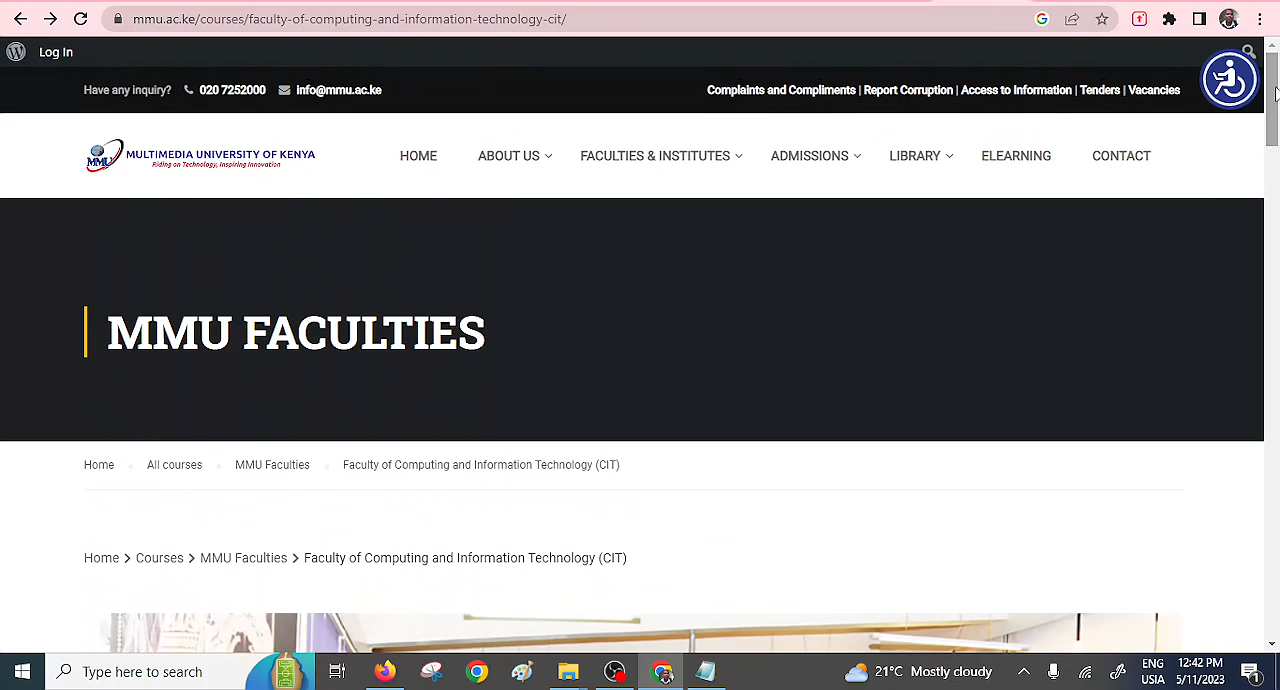 mmu.ac.ke/courses/faculty-of-computing-and-information-technology-cit/
Log In
Have any inquiry? 020 7252000 info@mmu.ac.ke Complaints and Compliments | Report Corruption | Access to Information | Tenders | Vacancies
MMU MULTIMEDIA UNIVERSITY OF KENYA
Riding on Technology, Inspiring Innovation
HOME ABOUT US FACULTIES & INSTITUTES ADMISSIONS LIBRARY ELEARNING CONTACT
MMU FACULTIES
Home All courses MMU Faculties Faculty of Computing and Information Technology (CIT)
Home > Courses > MMU Faculties > Faculty of Computing and Information Technology (CIT)
Type here to search 21°C Mostly cloudy ENG USA 12:42 PM 5/11/2023 1